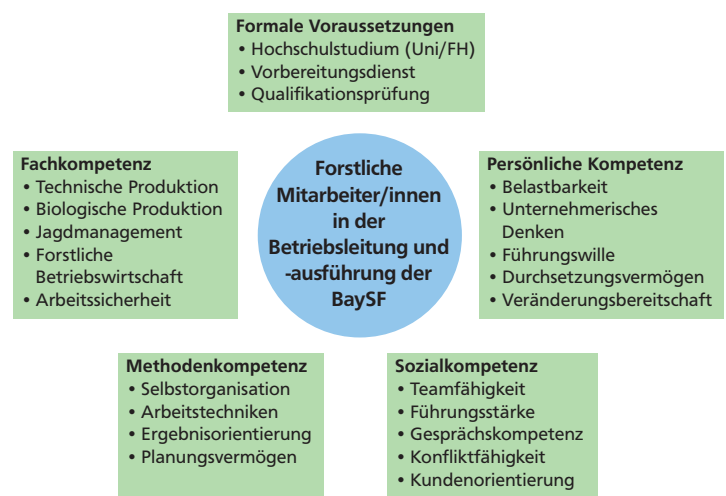 Formale Voraussetzungen
• Hochschulstudium (Uni/FH)
• Vorbereitungsdienst
• Qualifikationsprüfung
Fachkompetenz
• Technische Produktion
• Biologische Produktion
• Jagdmanagement
• Forstliche
Betriebswirtschaft
• Arbeitssicherheit
Forstliche
Mitarbeiter/innen
in der
Betriebsleitung und
-ausführung der
BaySF
Persönliche Kompetenz
• Belastbarkeit
• Unternehmerisches
Denken
• Führungswille
• Durchsetzungsvermögen
• Veränderungsbereitschaft
Methodenkompetenz
• Selbstorganisation
• Arbeitstechniken
• Ergebnisorientierung
• Planungsvermögen
Sozialkompetenz
• Teamfähigkeit
• Führungsstärke
• Gesprächskompetenz
• Konfliktfähigkeit
• Kundenorientierung